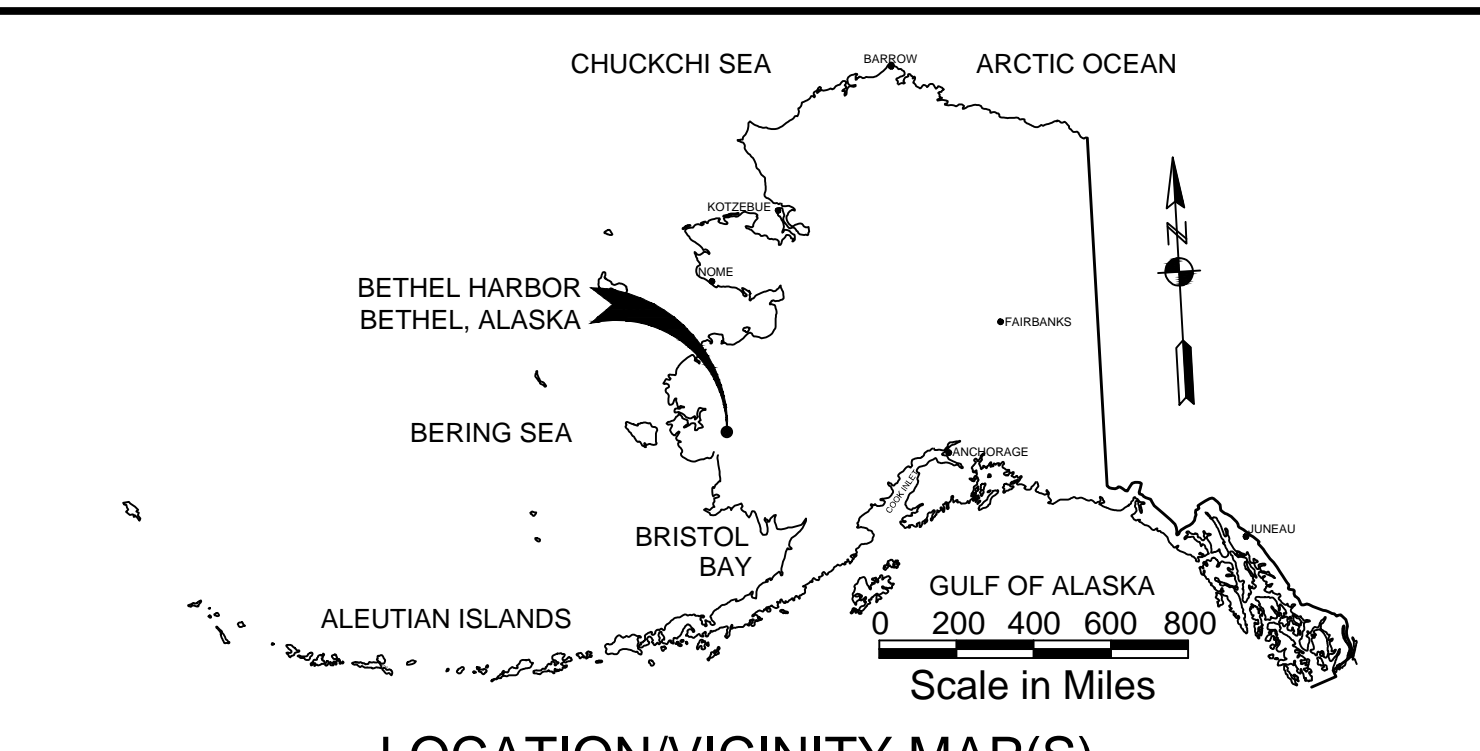 CHUCKCHI SEA
BARROW
ARCTIC OCEAN
KOTZEBUE
NOME
N
BETHEL HARBOR
BETHEL, ALASKA
FAIRBANKS
BERING SEA
ANCHORAGE
COOK INLET
BRISTOL
BAY
JUNEAU
GULF OF ALASKA
ALEUTIAN ISLANDS
0 200 400 600 800
Scale in Miles
LOCATION/VICINITY MAP(S)